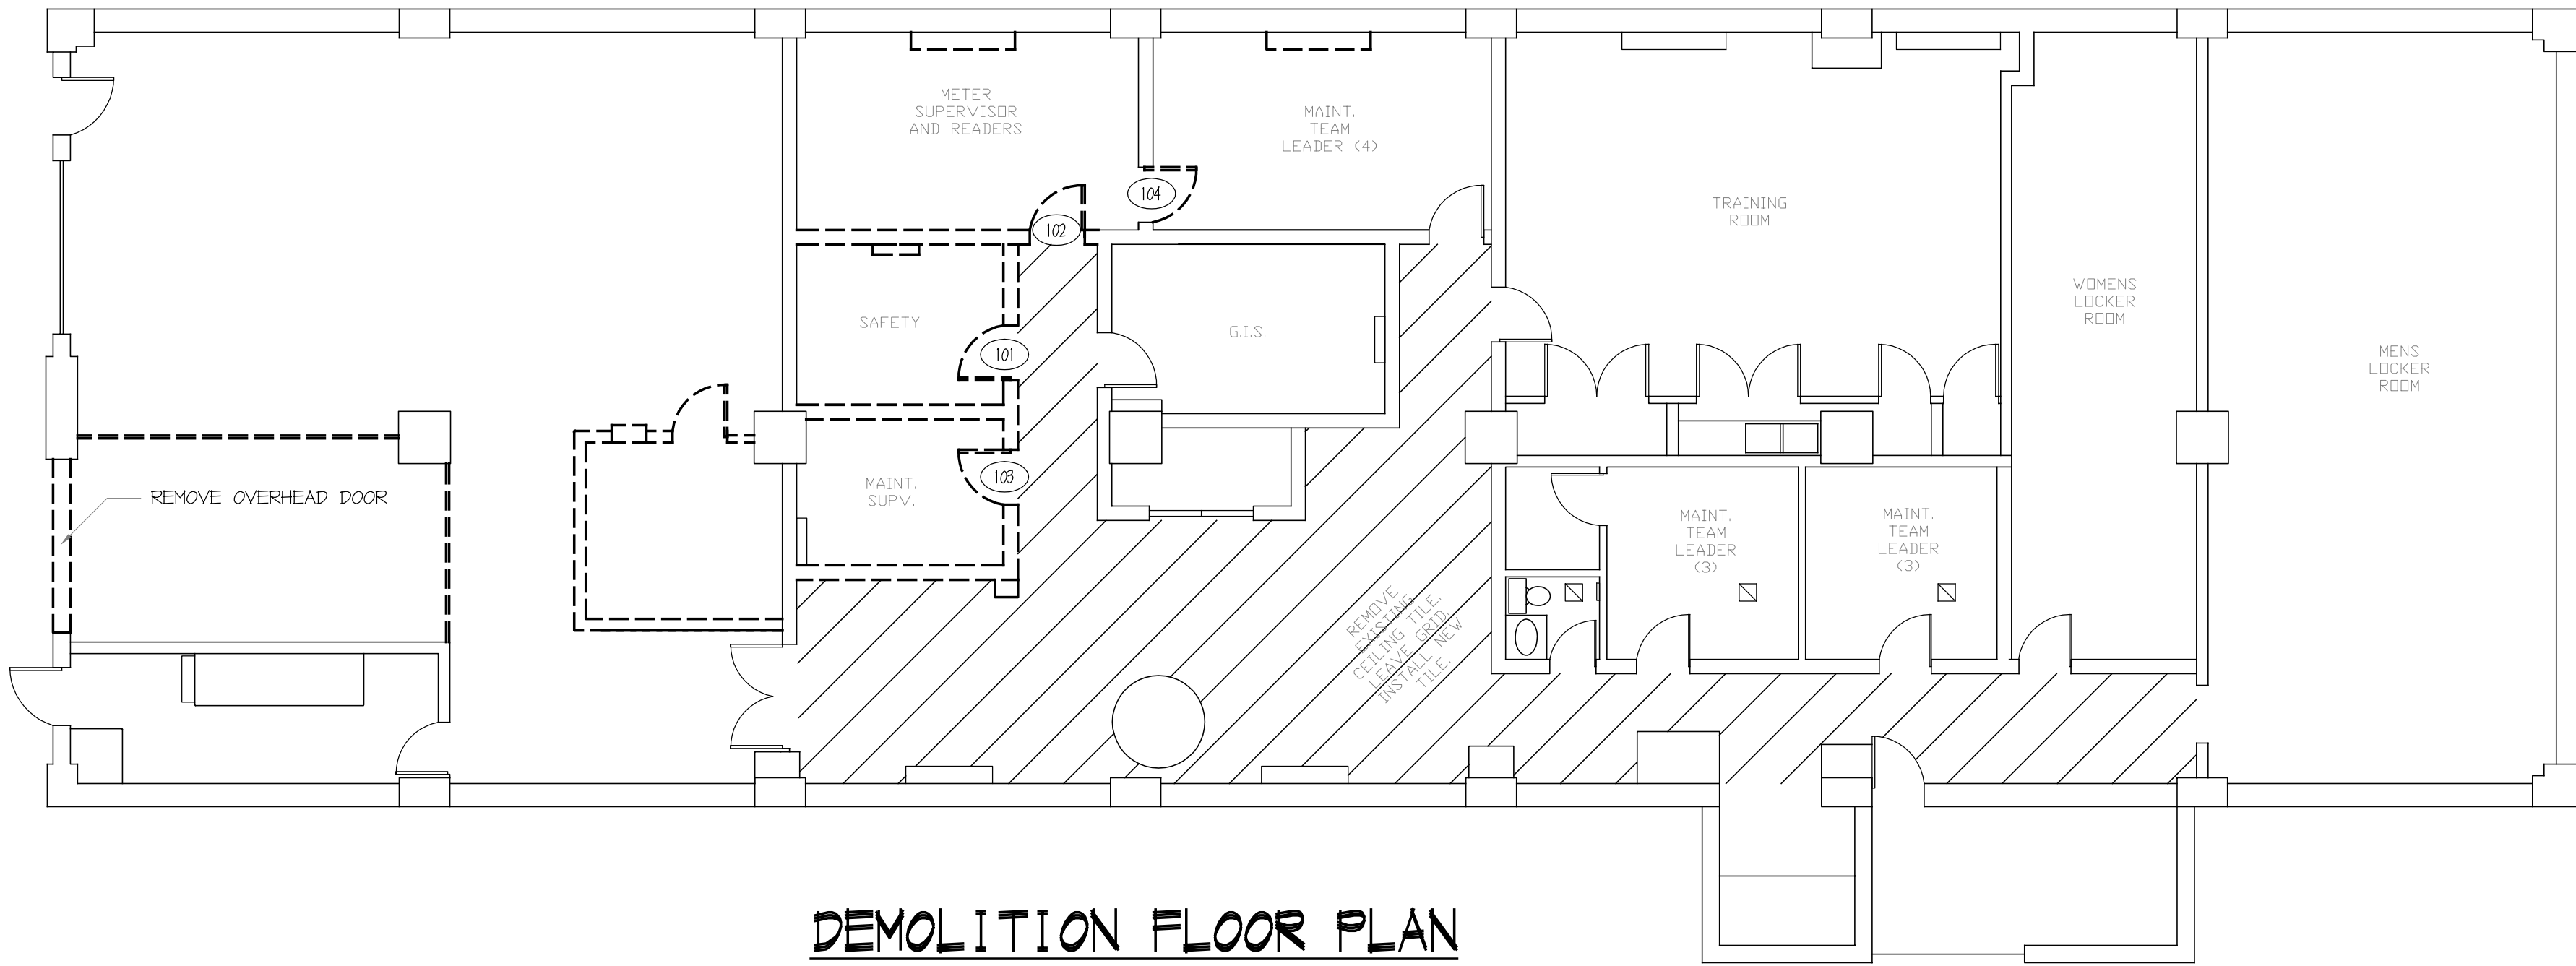 METER
SUPERVISOR
AND READERS
MAINT.
TEAM
LEADER (4)
104
102
TRAINING
ROOM
WOMENS
LOCKER
ROOM
SAFETY
101
G.I.S.
MENS
LOCKER
ROOM
REMOVE OVERHEAD DOOR
MAINT.
SUPV.
103
MAINT.
TEAM
LEADER
(3)
MAINT.
TEAM
LEADER
(3)
REMOVE
EXISTING
CEILING TILE.
LEAVE GRID.
INSTALL NEW
TILE.
DEMOLITION FLOOR PLAN